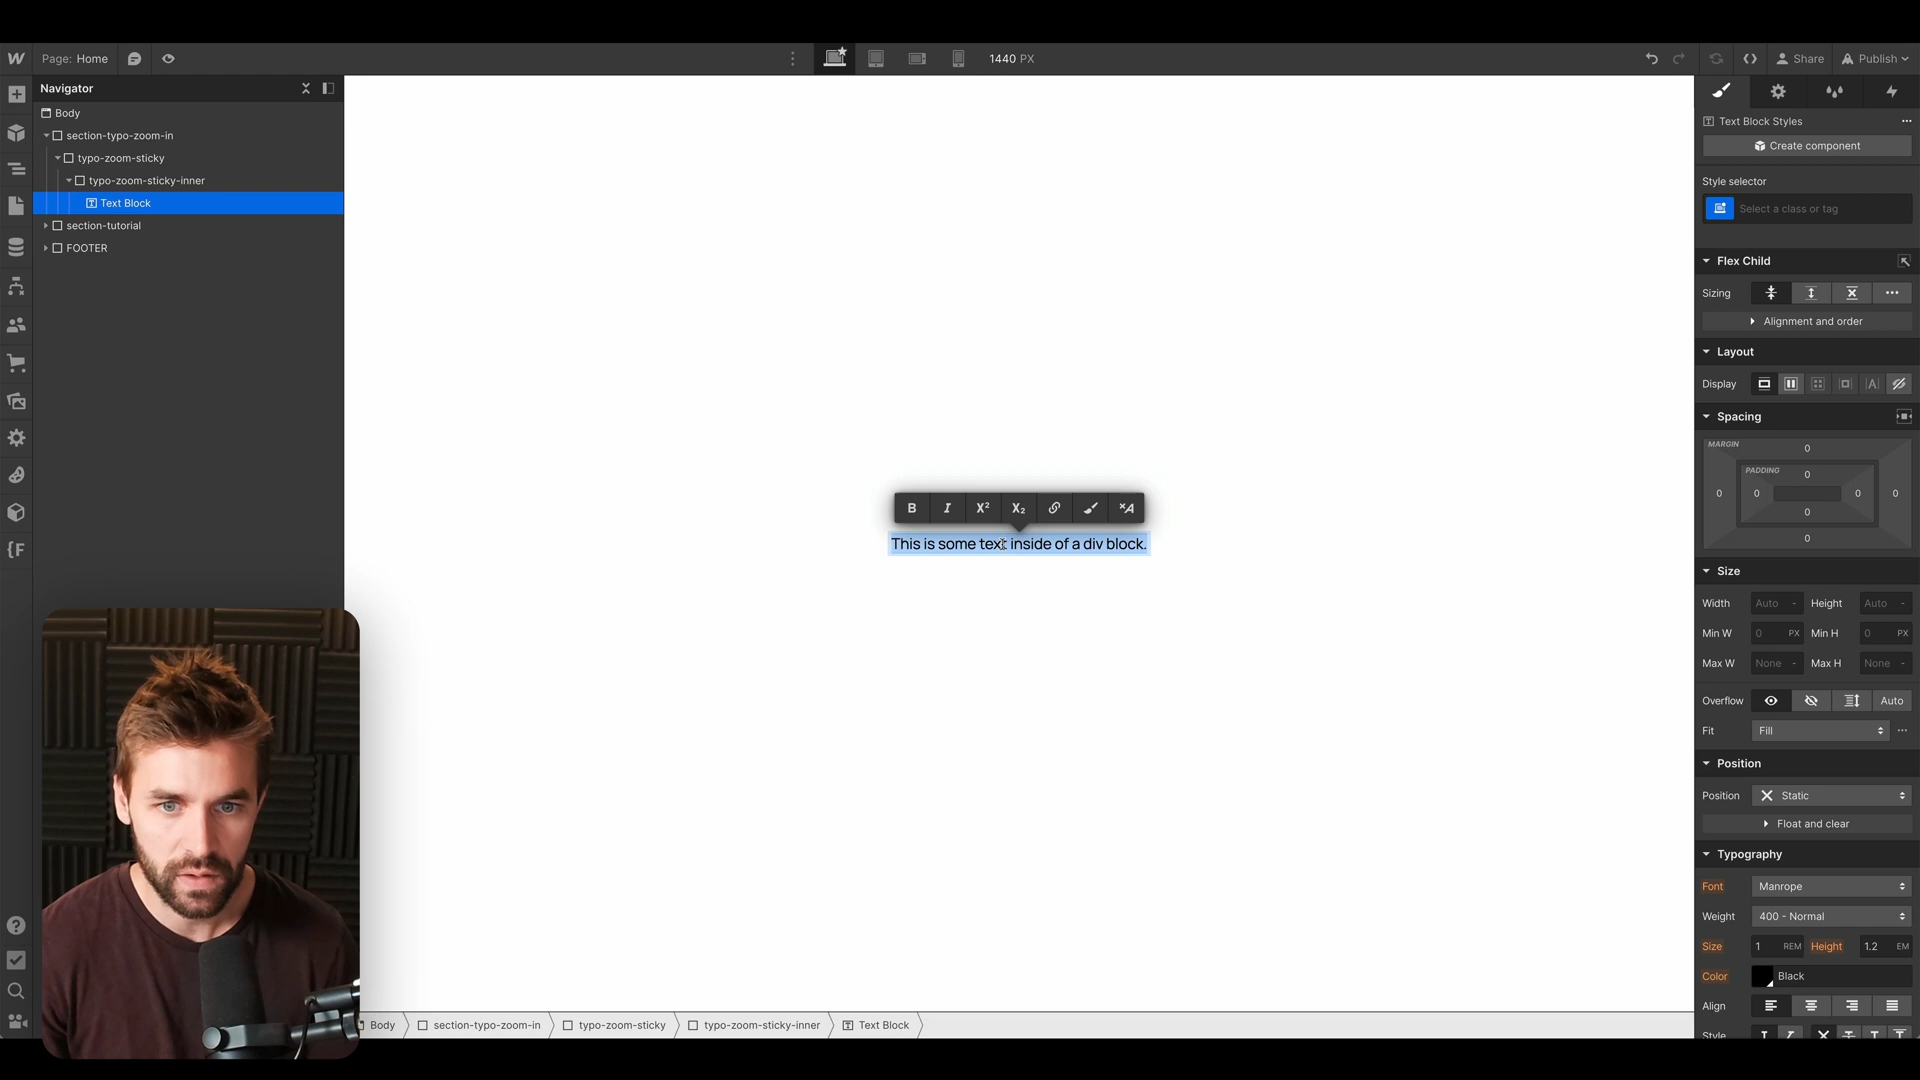 Page: Home
1440 PX
Share
Publish
Navigator
Body
section-typo-zoom-in
typo-zoom-sticky
typo-zoom-sticky-inner
Text Block
section-tutorial
FOOTER
B I X² X₂
This is some text inside of a div block.
Text Block Styles
Create component
Style selector
Select a class or tag
Flex Child
Sizing
Alignment and order
Layout
Display
Spacing
MARGIN
0
PADDING
0
0 0 0 0
0
0
Size
Width Auto - Height Auto -
Min W 0 PX Min H 0 PX
Max W None - Max H None -
Overflow Auto
Fit Fill
Position
Position Static
Float and clear
Typography
Font Manrope
Weight 400 - Normal
Size 1 REM Height 1.2 EM
Color Black
Align
Style
Body section-typo-zoom-in typo-zoom-sticky typo-zoom-sticky-inner Text Block